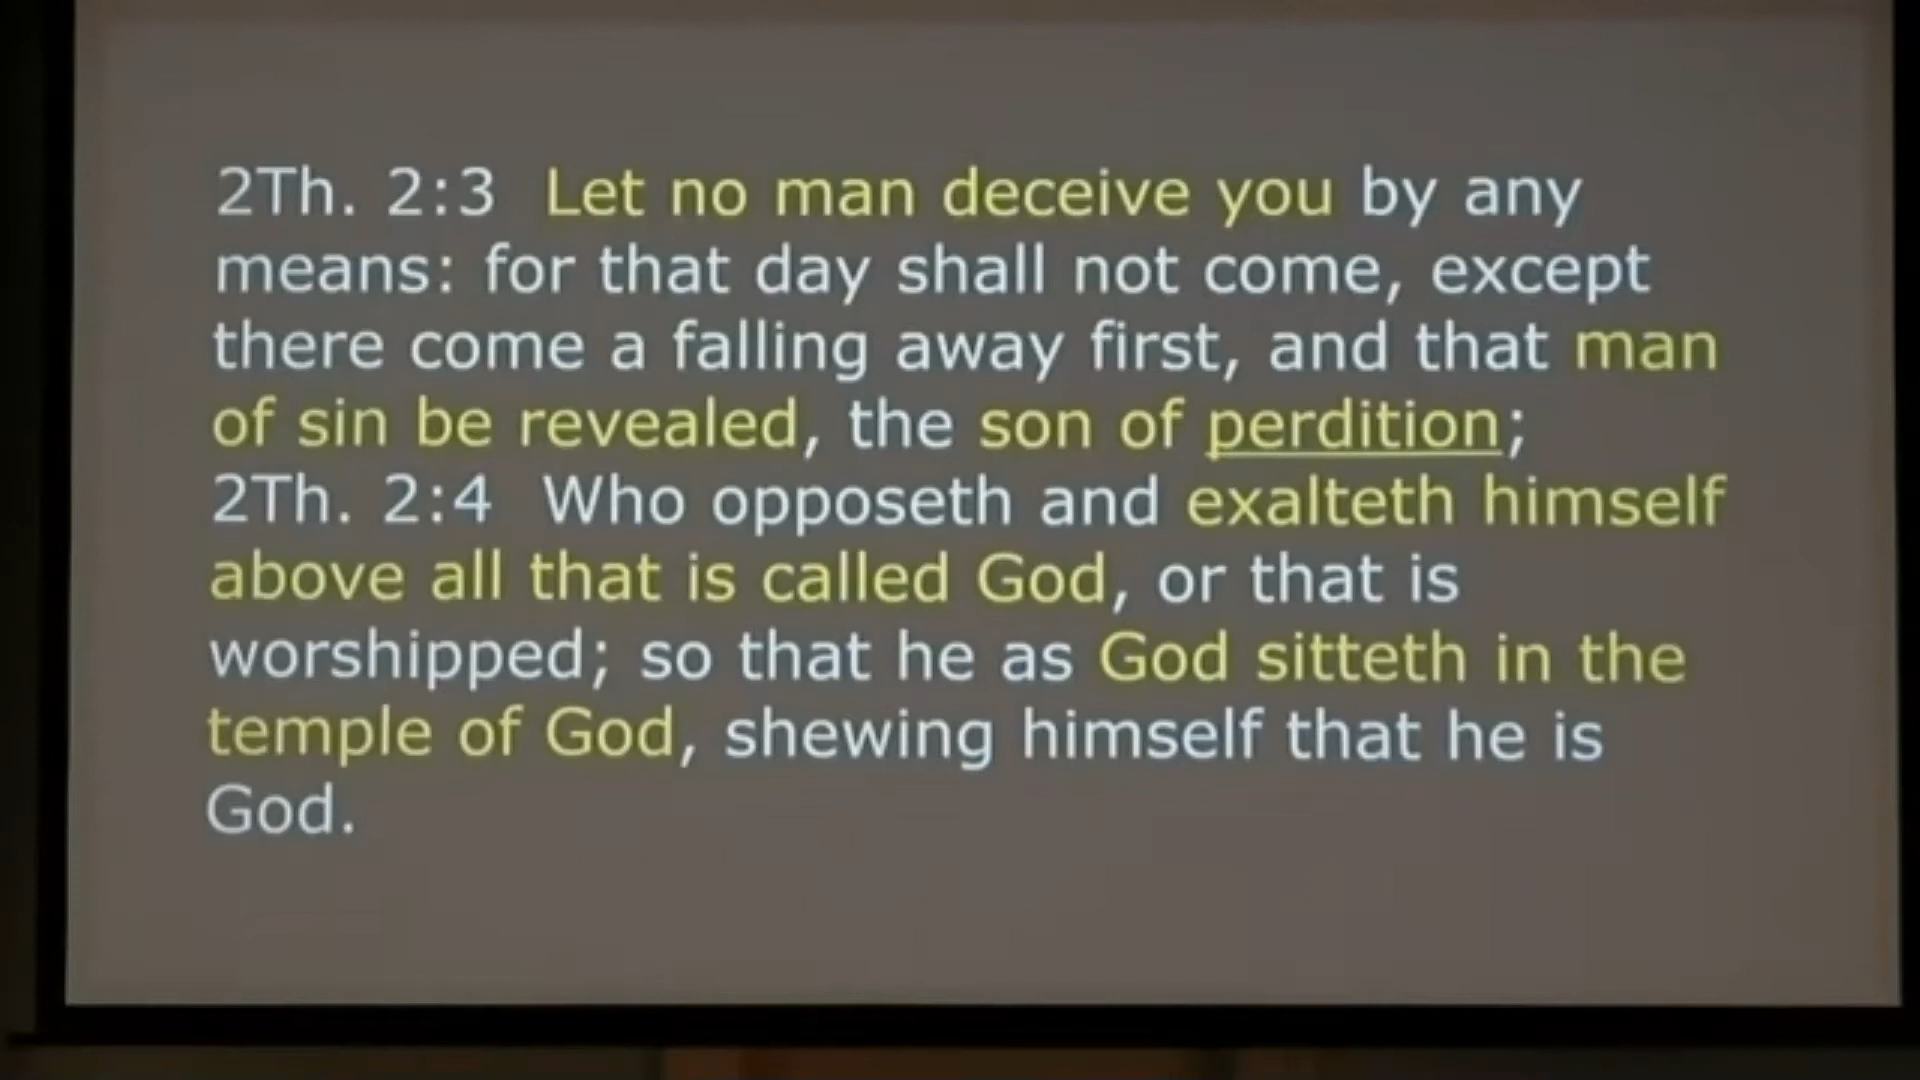 2Th. 2:3 Let no man deceive you by any
means: for that day shall not come, except
there come a falling away first, and that man
of sin be revealed, the son of perdition;
2Th. 2:4 Who opposeth and exalteth himself
above all that is called God, or that is
worshipped; so that he as God sitteth in the
temple of God, shewing himself that he is
God.